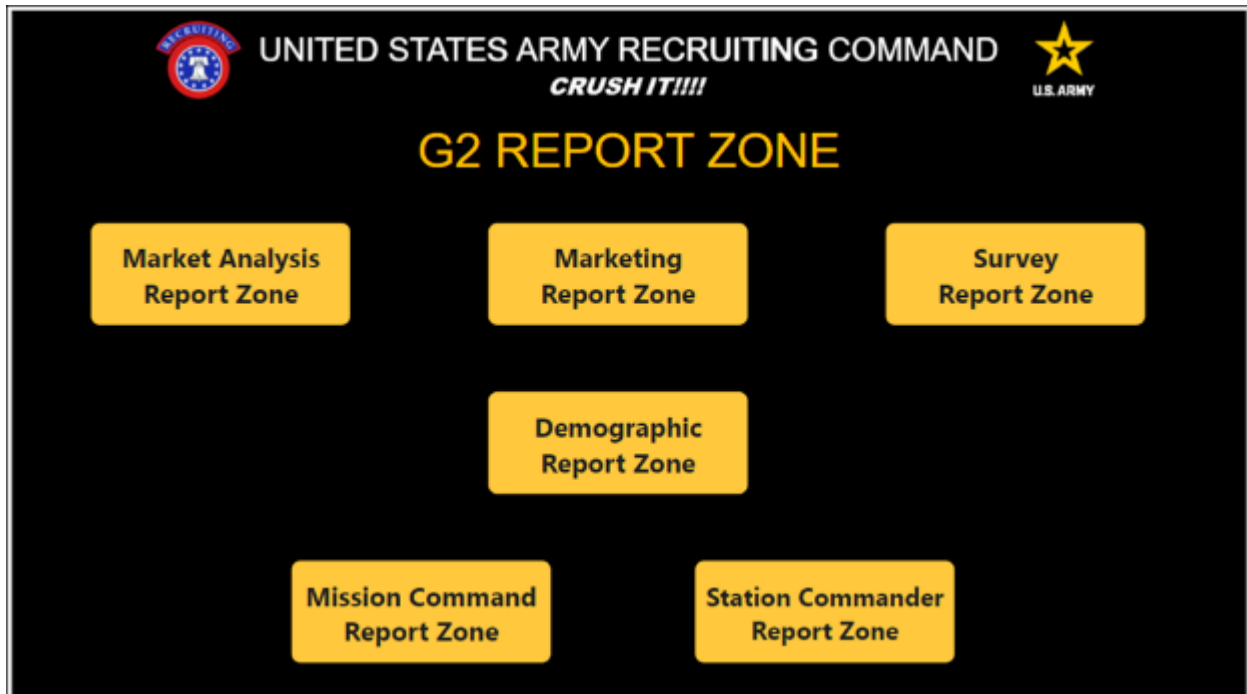 RECRUITING
UNITED STATES ARMY RECRUITING COMMAND
CRUSH IT!!!!
U.S. ARMY
G2 REPORT ZONE
Market Analysis
Report Zone
Marketing
Report Zone
Survey
Report Zone
Demographic
Report Zone
Mission Command
Report Zone
Station Commander
Report Zone